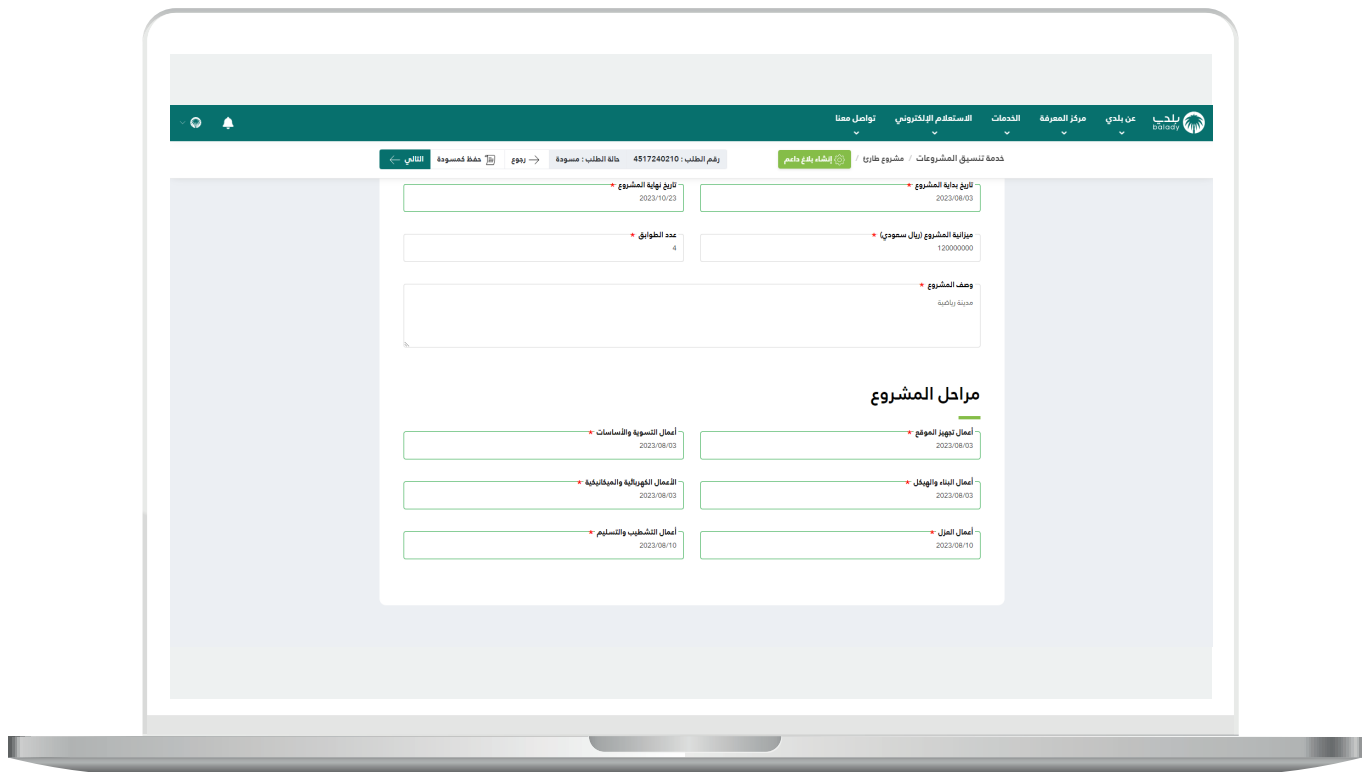 بلدي
balady
عن بلدي
مركز المعرفة
الخدمات
الاستعلام الإلكتروني
تواصل معنا
خدمة تنسيق المشروعات / مشروع طارئ /
إنشاء بلاغ داعم
رقم الطلب : 4517240210 حالة الطلب : مسودة
رجوع
حفظ كمسودة
التالي
تاريخ بداية المشروع *
2023/08/03
تاريخ نهاية المشروع *
2023/10/23
ميزانية المشروع (ريال سعودي) *
120000000
عدد الطوابق *
4
وصف المشروع *
مدينة رياضية
مراحل المشروع
أعمال تجهيز الموقع *
2023/08/03
أعمال التسوية والأساسات *
2023/08/03
أعمال البناء والهيكل *
2023/08/03
الأعمال الكهربائية والميكانيكية *
2023/08/03
أعمال العزل *
2023/08/10
أعمال التشطيب والتسليم *
2023/08/10